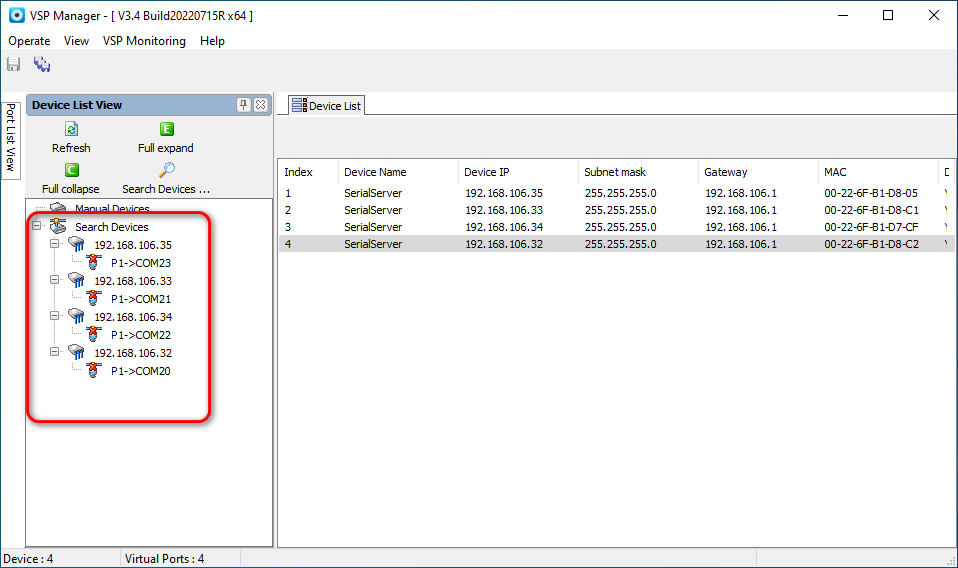 VSP Manager - [ V3.4 Build20220715R x64 ]
Operate View VSP Monitoring Help
Port List View
Device List View
Refresh Full expand
Full collapse Search Devices ...
Manual Devices
Search Devices
192.168.106.35
P1->COM23
192.168.106.33
P1->COM21
192.168.106.34
P1->COM22
192.168.106.32
P1->COM20
Device List
Index Device Name Device IP Subnet mask Gateway MAC D
1 SerialServer 192.168.106.35 255.255.255.0 192.168.106.1 00-22-6F-B1-D8-05
2 SerialServer 192.168.106.33 255.255.255.0 192.168.106.1 00-22-6F-B1-D8-C1
3 SerialServer 192.168.106.34 255.255.255.0 192.168.106.1 00-22-6F-B1-D7-CF
4 SerialServer 192.168.106.32 255.255.255.0 192.168.106.1 00-22-6F-B1-D8-C2
Device : 4 Virtual Ports : 4